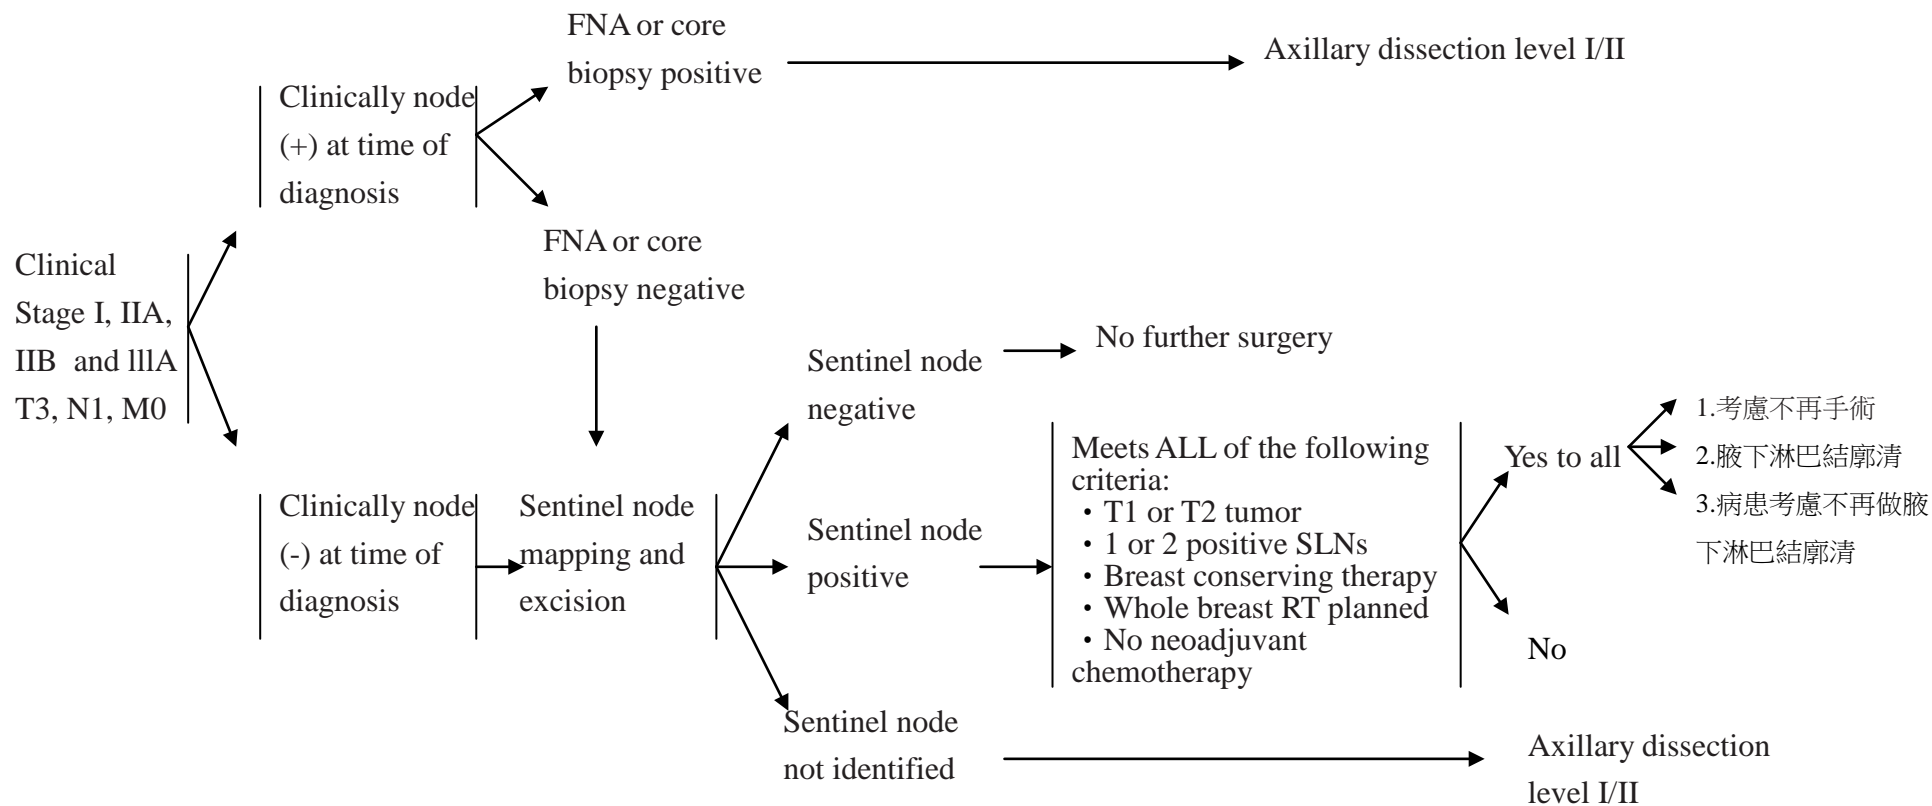 FNA or core
biopsy positive
Axillary dissection level I/II
Clinically node
(+) at time of
diagnosis
FNA or core
biopsy negative
Clinical
Stage I, IIA,
IIB and lllA
T3, N1, M0
Sentinel node
negative
No further surgery
Clinically node
(-) at time of
diagnosis
Sentinel node
mapping and
excision
Sentinel node
positive
Meets ALL of the following
criteria:
・T1 or T2 tumor
・1 or 2 positive SLNs
・Breast conserving therapy
・Whole breast RT planned
・No neoadjuvant
chemotherapy
Yes to all
1.考慮不再手術
2.腋下淋巴結廓清
3.病患考慮不再做腋
下淋巴結廓清
No
Sentinel node
not identified
Axillary dissection
level I/II